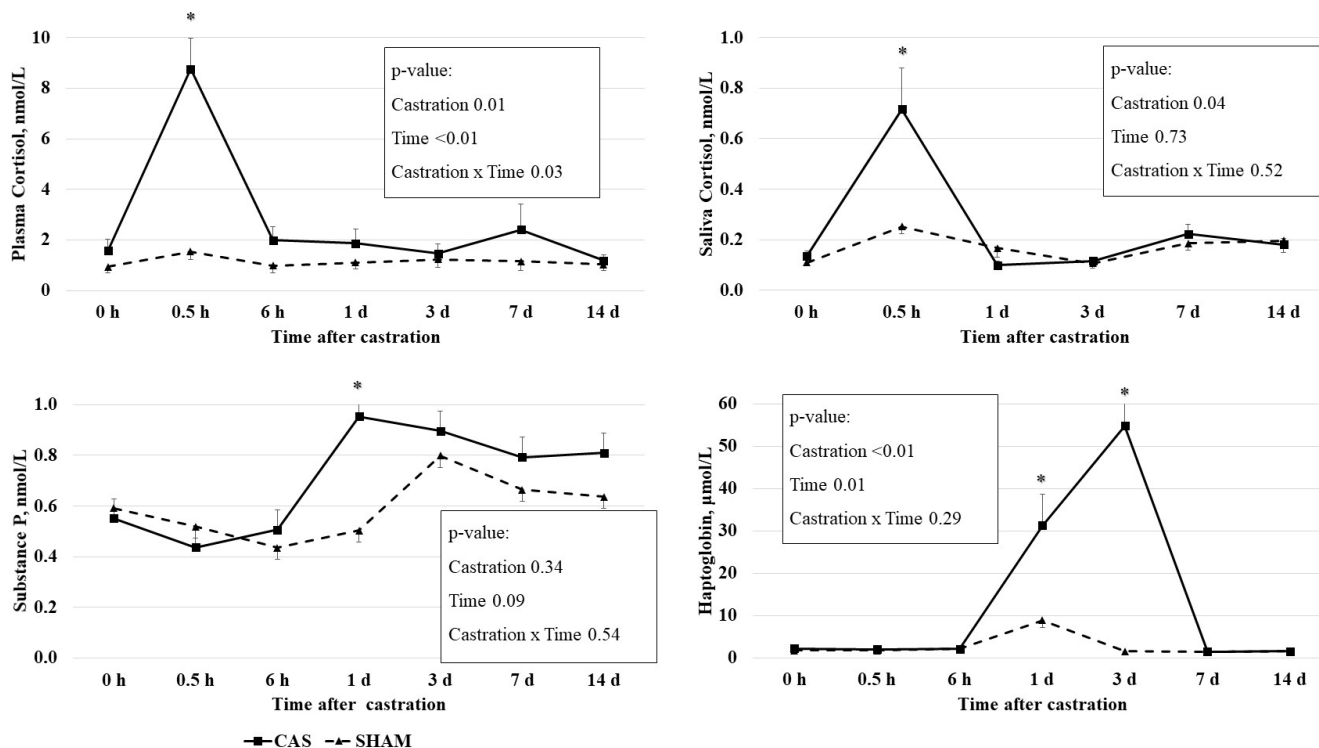 *
Plasma Cortisol, nmol/L
10
8
6
4
2
0
p-value:
Castration 0.01
Time <0.01
Castration x Time 0.03
0 h 0.5 h 6 h 1 d 3 d 7 d 14 d
Time after castration
Saliva Cortisol, nmol/L
1.0
0.8
0.6
0.4
0.2
0.0
*
p-value:
Castration 0.04
Time 0.73
Castration x Time 0.52
0 h 0.5 h 1 d 3 d 7 d 14 d
Tiem after castration
Substance P, nmol/L
1.0
0.8
0.6
0.4
0.2
0.0
*
p-value:
Castration 0.34
Time 0.09
Castration x Time 0.54
0 h 0.5 h 6 h 1 d 3 d 7 d 14 d
Time after castration
Haptoglobin, µmol/L
60
50
40
30
20
10
0
p-value:
Castration <0.01
Time 0.01
Castration x Time 0.29
*
*
0 h 0.5 h 6 h 1 d 3 d 7 d 14 d
Time after castration
CAS SHAM